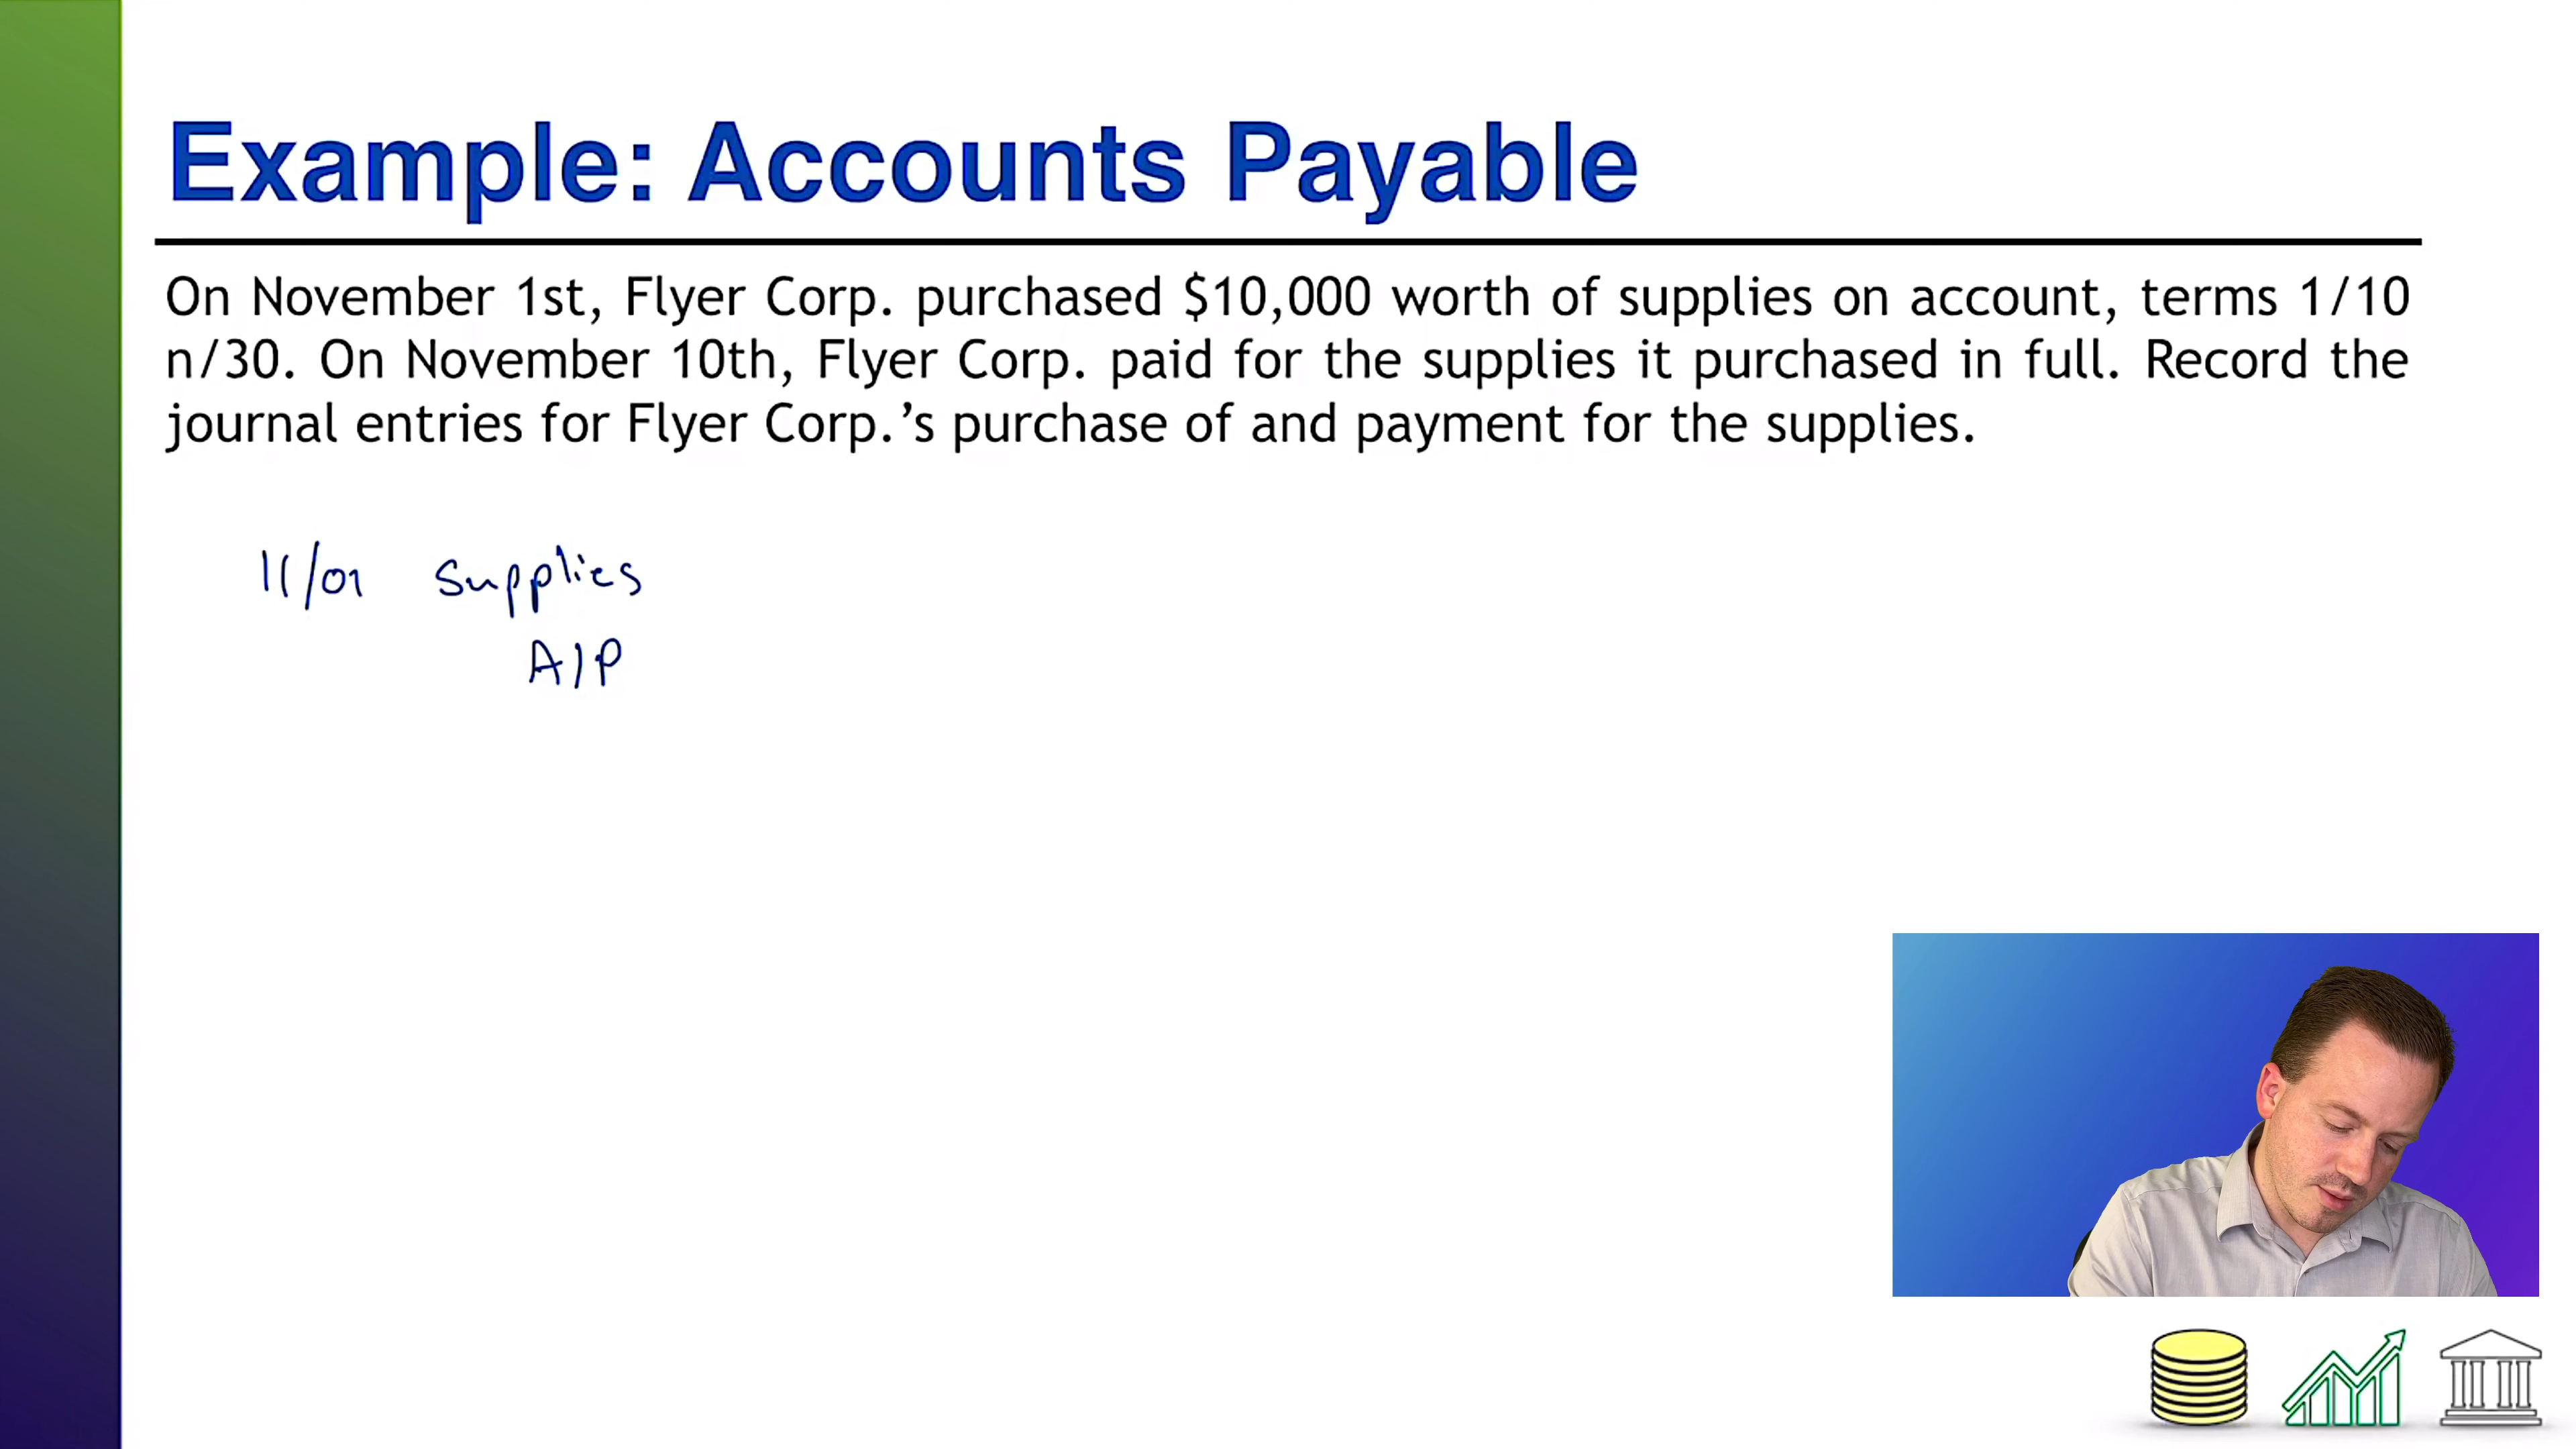 Example: Accounts Payable
On November 1st, Flyer Corp. purchased $10,000 worth of supplies on account, terms 1/10
n/30. On November 10th, Flyer Corp. paid for the supplies it purchased in full. Record the
journal entries for Flyer Corp.’s purchase of and payment for the supplies.
11/01 Supplies
A/P